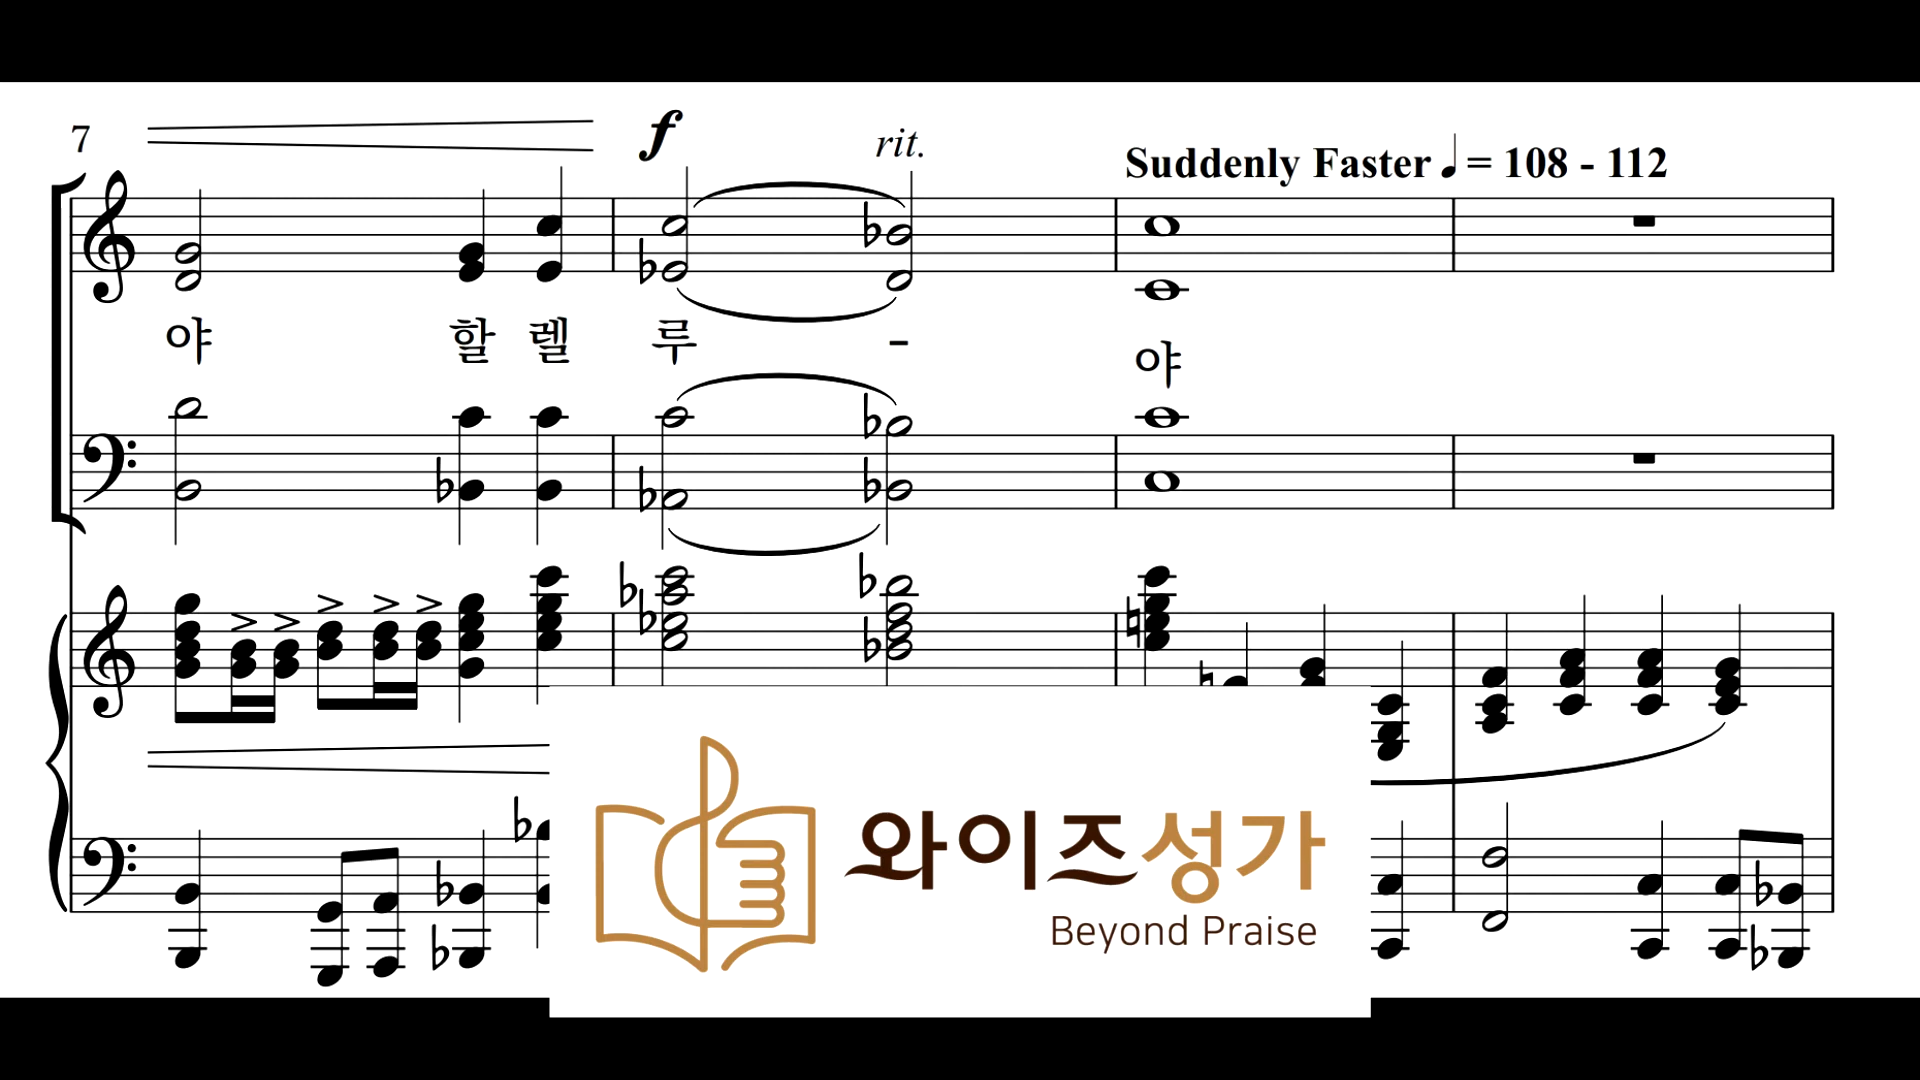 7
f
rit.
Suddenly Faster ♩ = 108 - 112
야 할 렐 루 - 야
와이즈성가
Beyond Praise